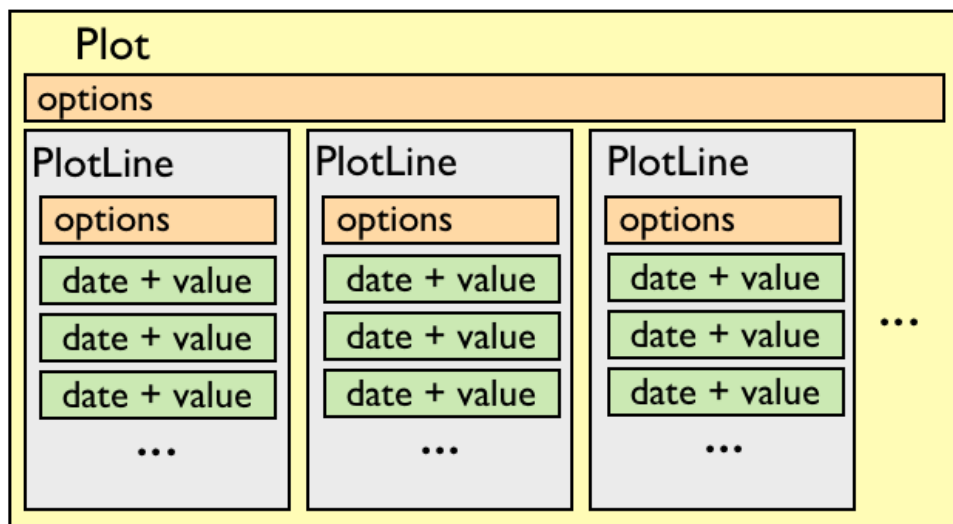 Plot
options
PlotLine
options
date + value
date + value
date + value
...
PlotLine
options
date + value
date + value
date + value
...
PlotLine
options
date + value
date + value
date + value
...
...